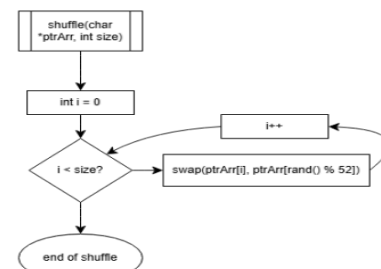 shuffle(char
*ptrArr, int size)
int i = 0
i < size?
i++
swap(ptrArr[i], ptrArr[rand() % 52])
end of shuffle